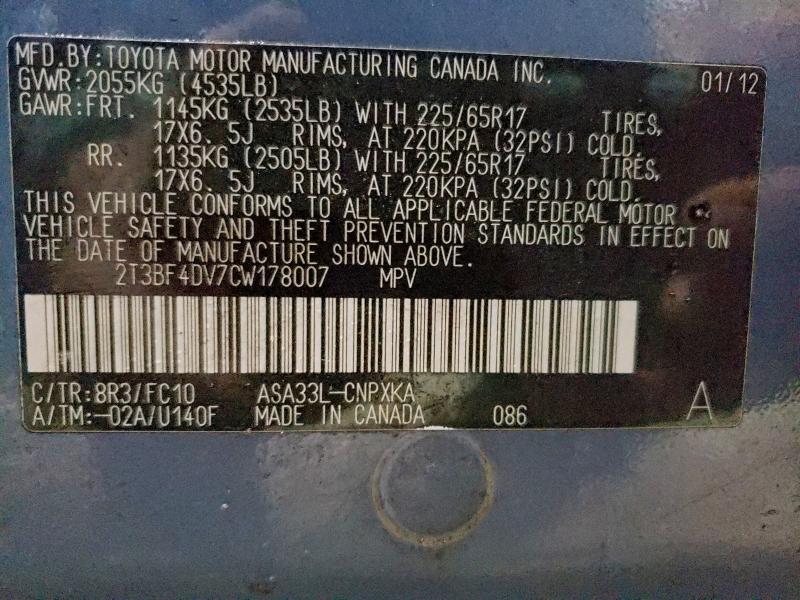 MFD.BY:TOYOTA MOTOR MANUFACTURING CANADA INC.
GVWR:2055KG (4535LB) 01/12
GAWR:FRT. 1145KG (2535LB) WITH 225/65R17 TIRES,
17X6. 5J RIMS, AT 220KPA (32PSI) COLD.
RR. 1135KG (2505LB) WITH 225/65R17 TIRES,
17X6. 5J RIMS, AT 220KPA (32PSI) COLD.
THIS VEHICLE CONFORMS TO ALL APPLICABLE FEDERAL MOTOR
VEHICLE SAFETY AND THEFT PREVENTION STANDARDS IN EFFECT ON
THE DATE OF MANUFACTURE SHOWN ABOVE.
2T3BF4DV7CW178007 MPV
C/TR:8R3/FC10 ASA33L-CNPXKA
A/TM:-02A/U140F MADE IN CANADA 086 A